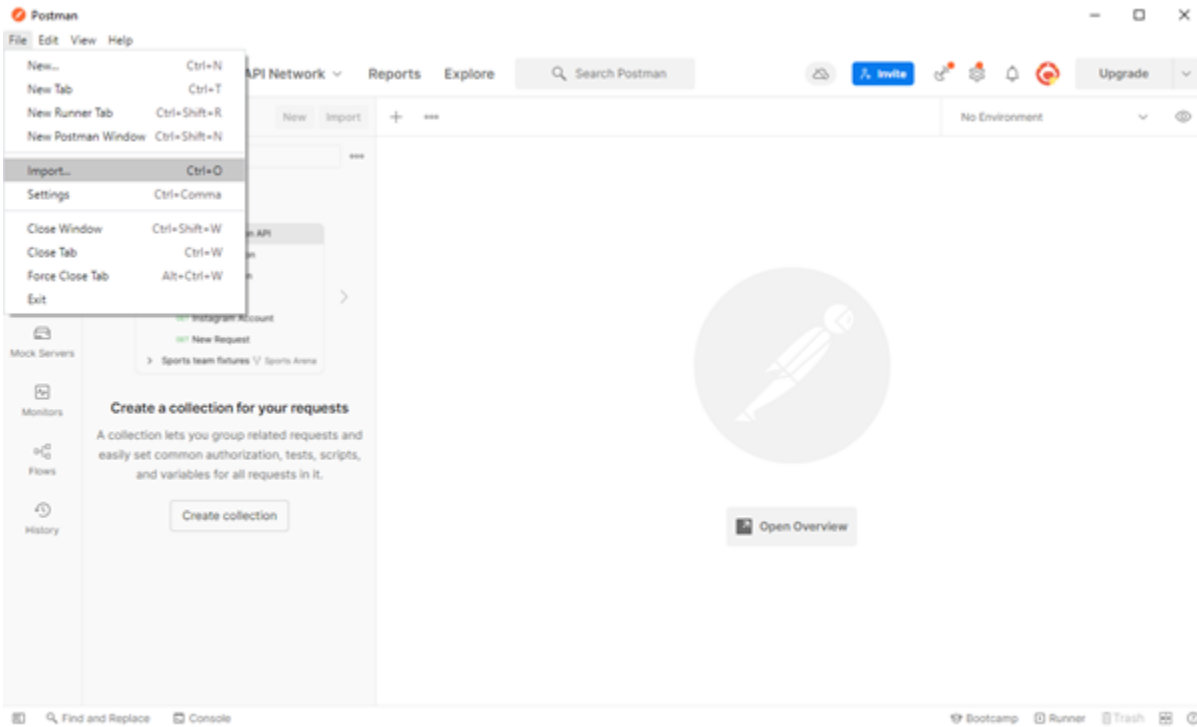 Postman
File Edit View Help
New... Ctrl+N
New Tab Ctrl+T
New Runner Tab Ctrl+Shift+R
New Postman Window Ctrl+Shift+N
Import... Ctrl+O
Settings Ctrl+Comma
Close Window Ctrl+Shift+W
Close Tab Ctrl+W
Force Close Tab Alt+Ctrl+W
Exit
API Network Reports Explore Search Postman Invite Upgrade
New Import No Environment
API
Instagram Account
GET New Request
Sports team fixtures Sports Arena
Mock Servers
Monitors
Flows
History
Create a collection for your requests
A collection lets you group related requests and
easily set common authorization, tests, scripts,
and variables for all requests in it.
Create collection
Open Overview
Find and Replace Console Bootcamp Runner Trash